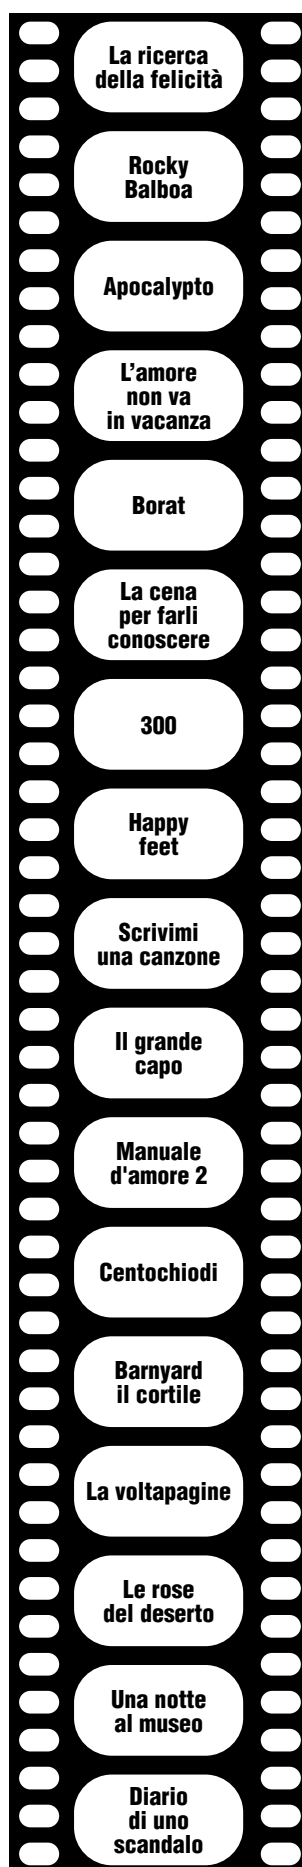 La ricerca
della felicità
Rocky
Balboa
Apocalypto
L’amore
non va
in vacanza
Borat
La cena
per farli
conoscere
300
Happy
feet
Scrivimi
una canzone
Il grande
capo
Manuale
d'amore 2
Centochiodi
Barnyard
il cortile
La voltapagine
Le rose
del deserto
Una notte
al museo
Diario
di uno
scandalo